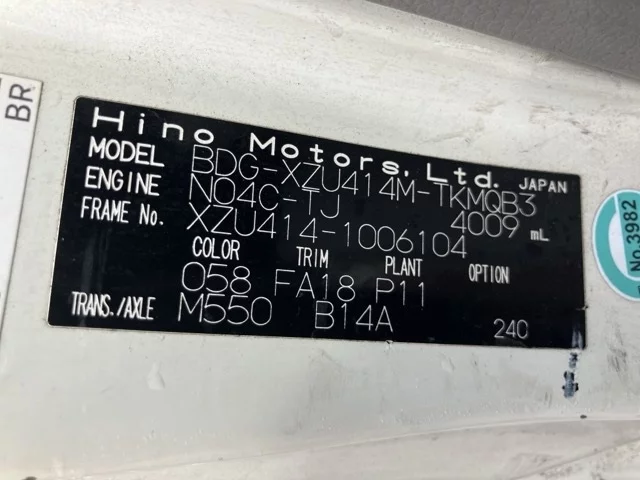 BR
Hino Motors, Ltd. JAPAN
MODEL BDG-XZU414M-TKMQB3
ENGINE N04C-TJ 4009 mL
FRAME No. XZU414-1006104
COLOR TRIM PLANT OPTION
058 FA18 P11
TRANS./AXLE M550 B14A 240
No.3982